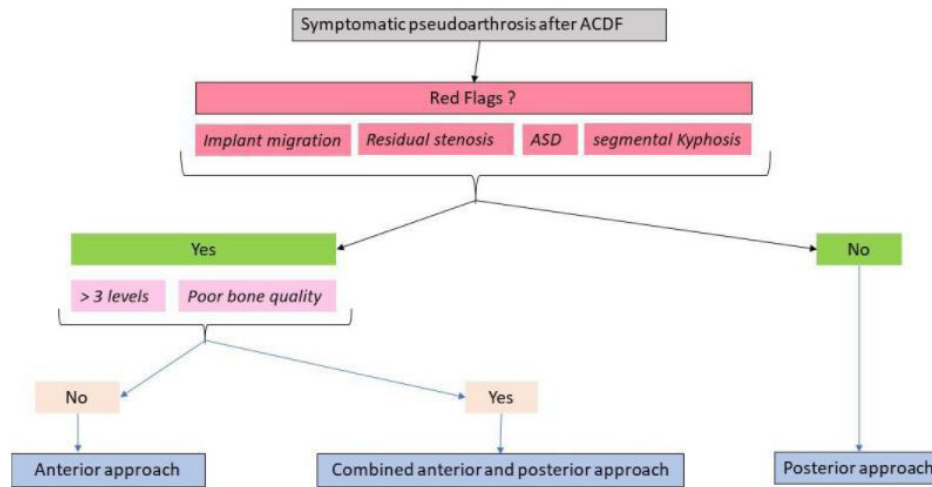 Symptomatic pseudoarthrosis after ACDF
Red Flags ?
Implant migration
Residual stenosis
ASD
segmental Kyphosis
Yes
No
> 3 levels
Poor bone quality
No
Yes
Anterior approach
Combined anterior and posterior approach
Posterior approach